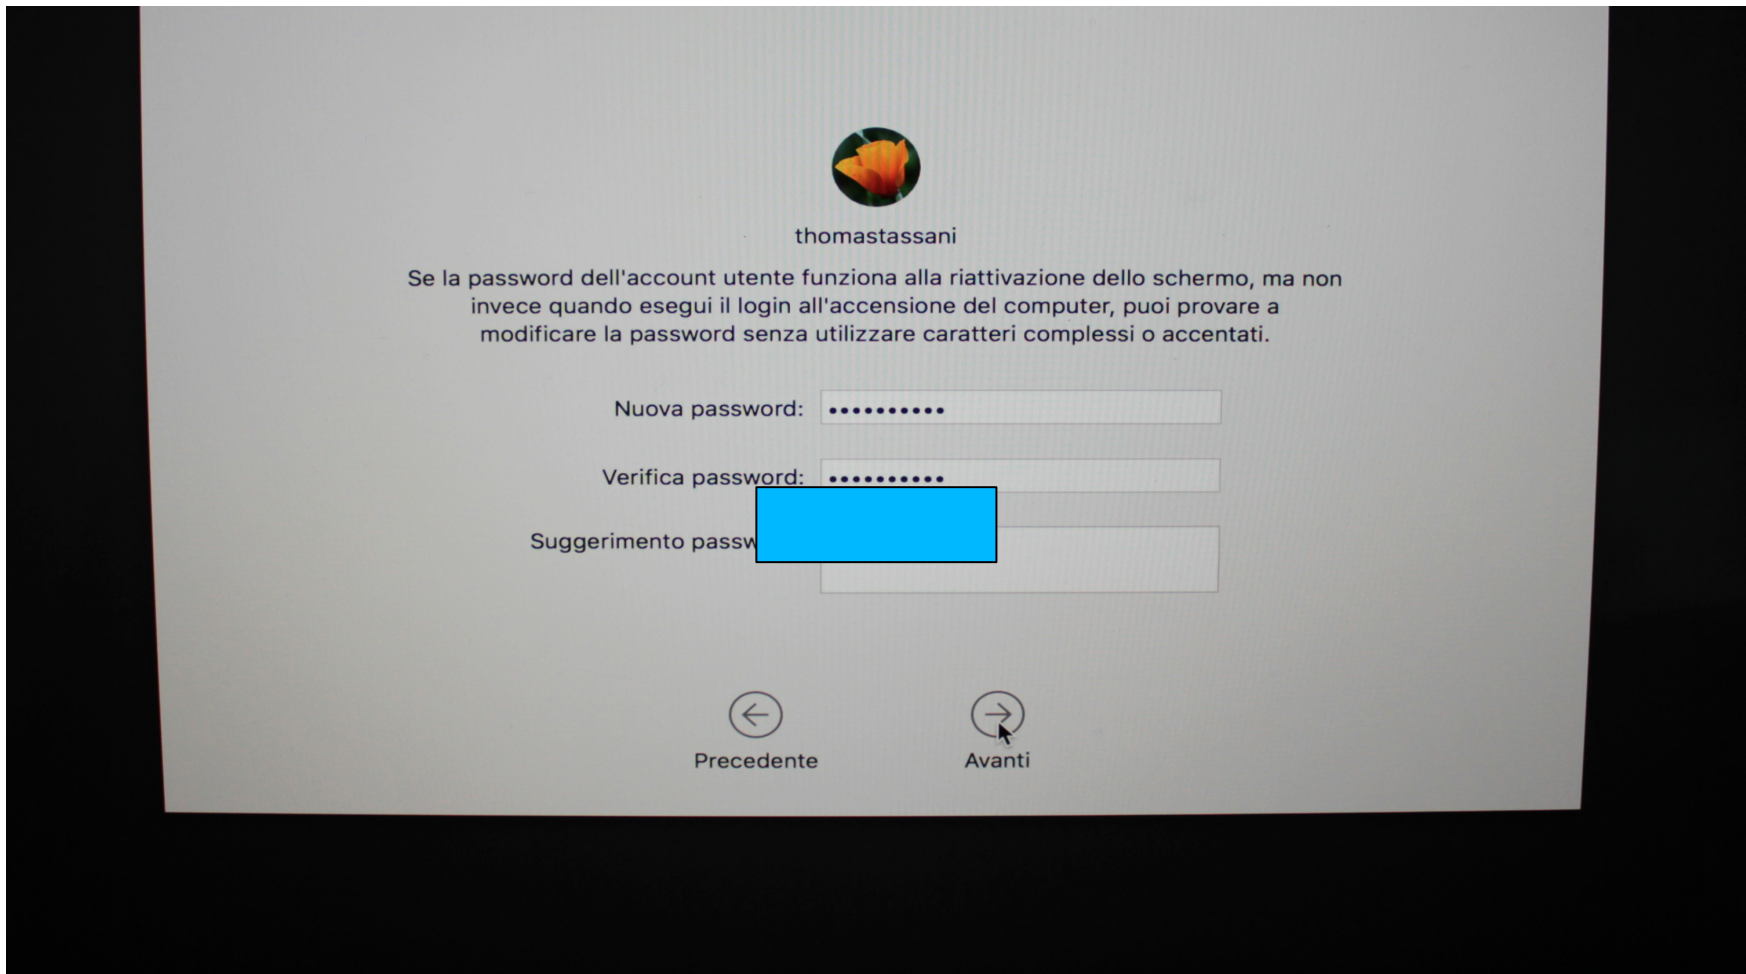 thomastassani
Se la password dell'account utente funziona alla riattivazione dello schermo, ma non
invece quando esegui il login all'accensione del computer, puoi provare a
modificare la password senza utilizzare caratteri complessi o accentati.
Nuova password: ••••••••••
Verifica password: ••••••••••
Suggerimento
Precedente
Avanti